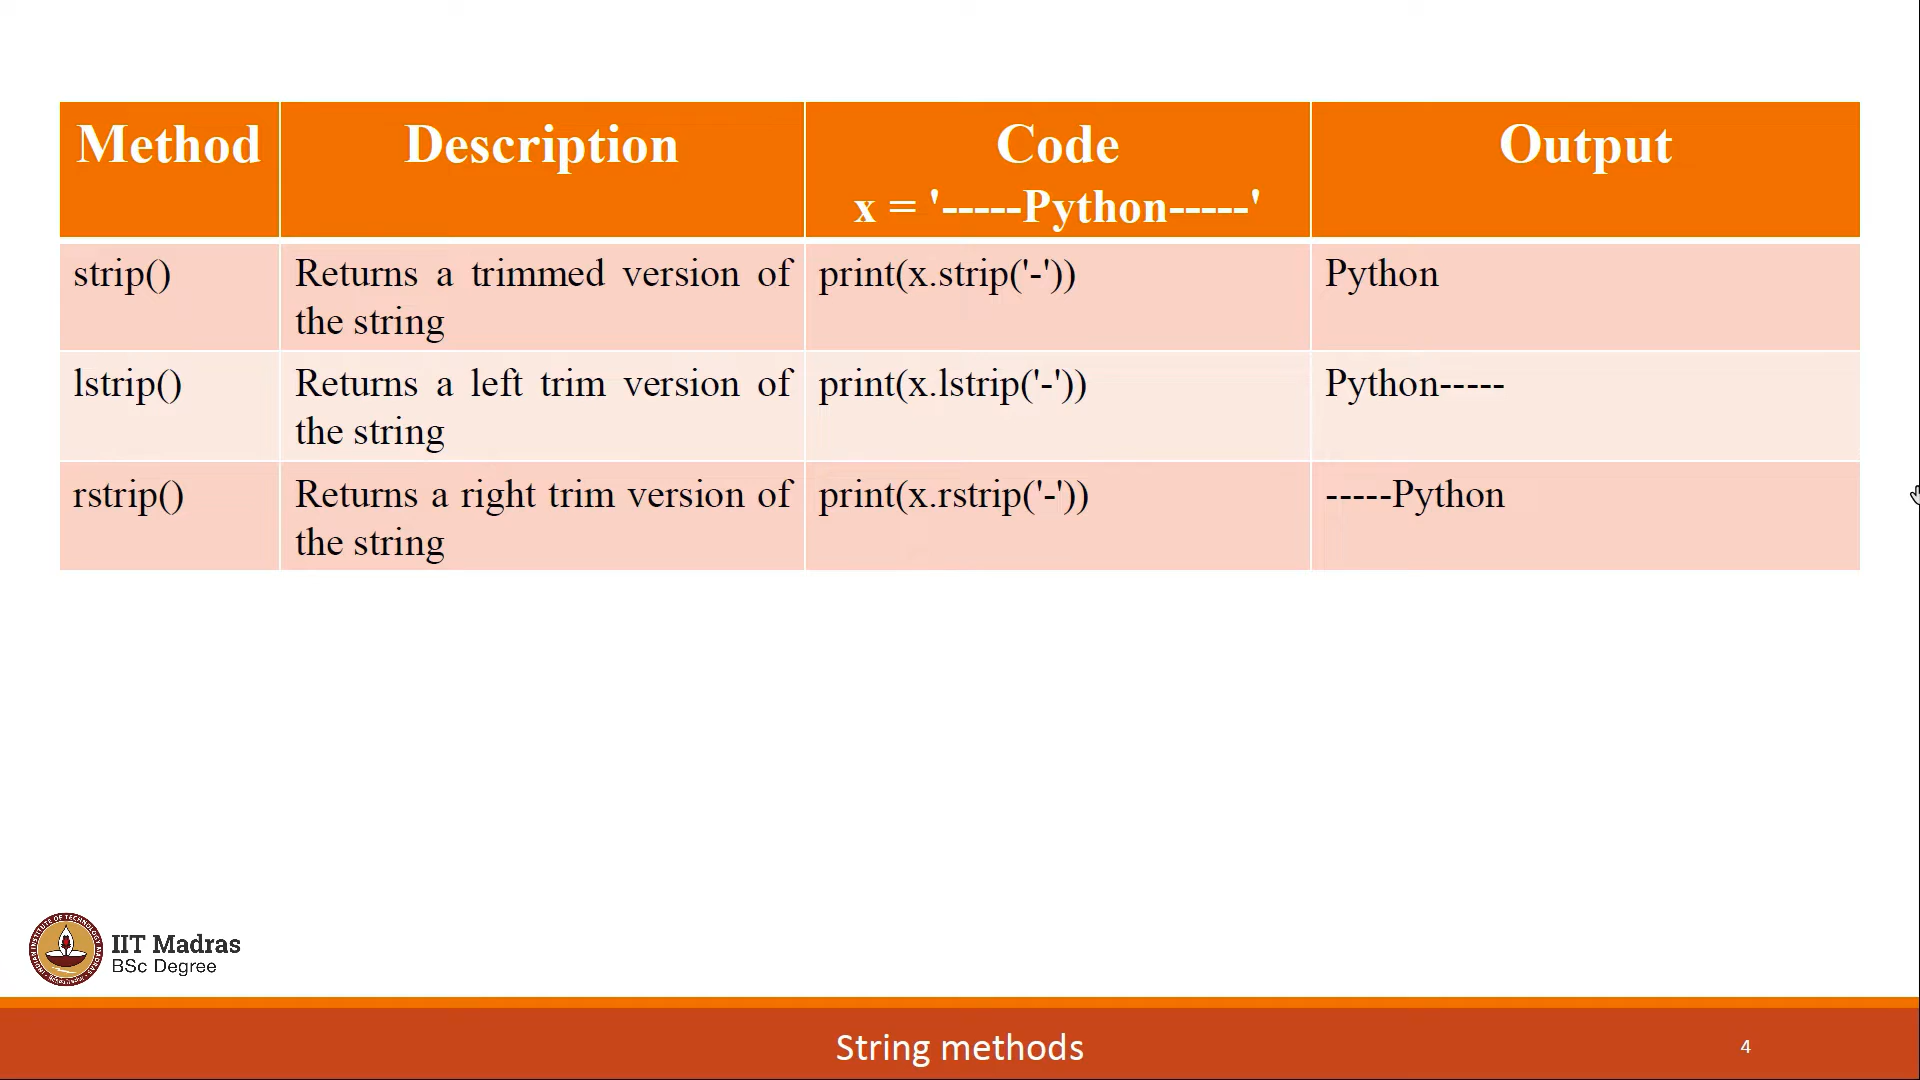 Method Description Code Output
x = '-----Python-----'
strip() Returns a trimmed version of print(x.strip('-')) Python
the string
lstrip() Returns a left trim version of print(x.lstrip('-')) Python-----
the string
rstrip() Returns a right trim version of print(x.rstrip('-')) -----Python
the string
IIT Madras
BSc Degree
String methods 4